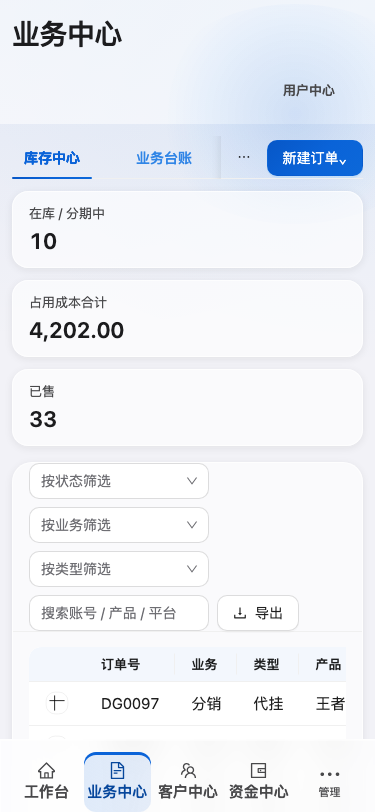 业务中心
用户中心
库存中心 业务台账 ··· 新建订单
在库 / 分期中
10
占用成本合计
4,202.00
已售
33
按状态筛选
按业务筛选
按类型筛选
搜索账号 / 产品 / 平台 导出
订单号 业务 类型 产品
DG0097 分销 代挂 王者
工作台 业务中心 客户中心 资金中心 管理